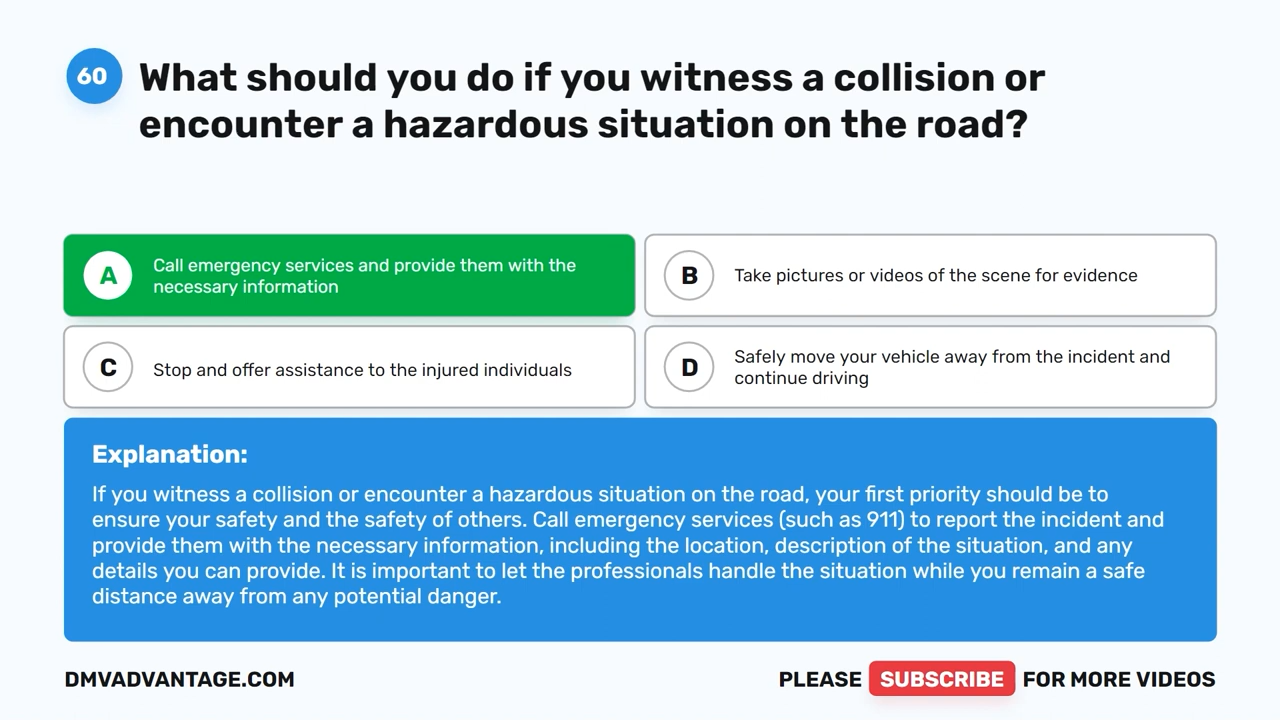 60
What should you do if you witness a collision or
encounter a hazardous situation on the road?
A
Call emergency services and provide them with the
necessary information
B
Take pictures or videos of the scene for evidence
C
Stop and offer assistance to the injured individuals
D
Safely move your vehicle away from the incident and
continue driving
Explanation:
If you witness a collision or encounter a hazardous situation on the road, your first priority should be to
ensure your safety and the safety of others. Call emergency services (such as 911) to report the incident and
provide them with the necessary information, including the location, description of the situation, and any
details you can provide. It is important to let the professionals handle the situation while you remain a safe
distance away from any potential danger.
DMVADVANTAGE.COM
PLEASE SUBSCRIBE FOR MORE VIDEOS